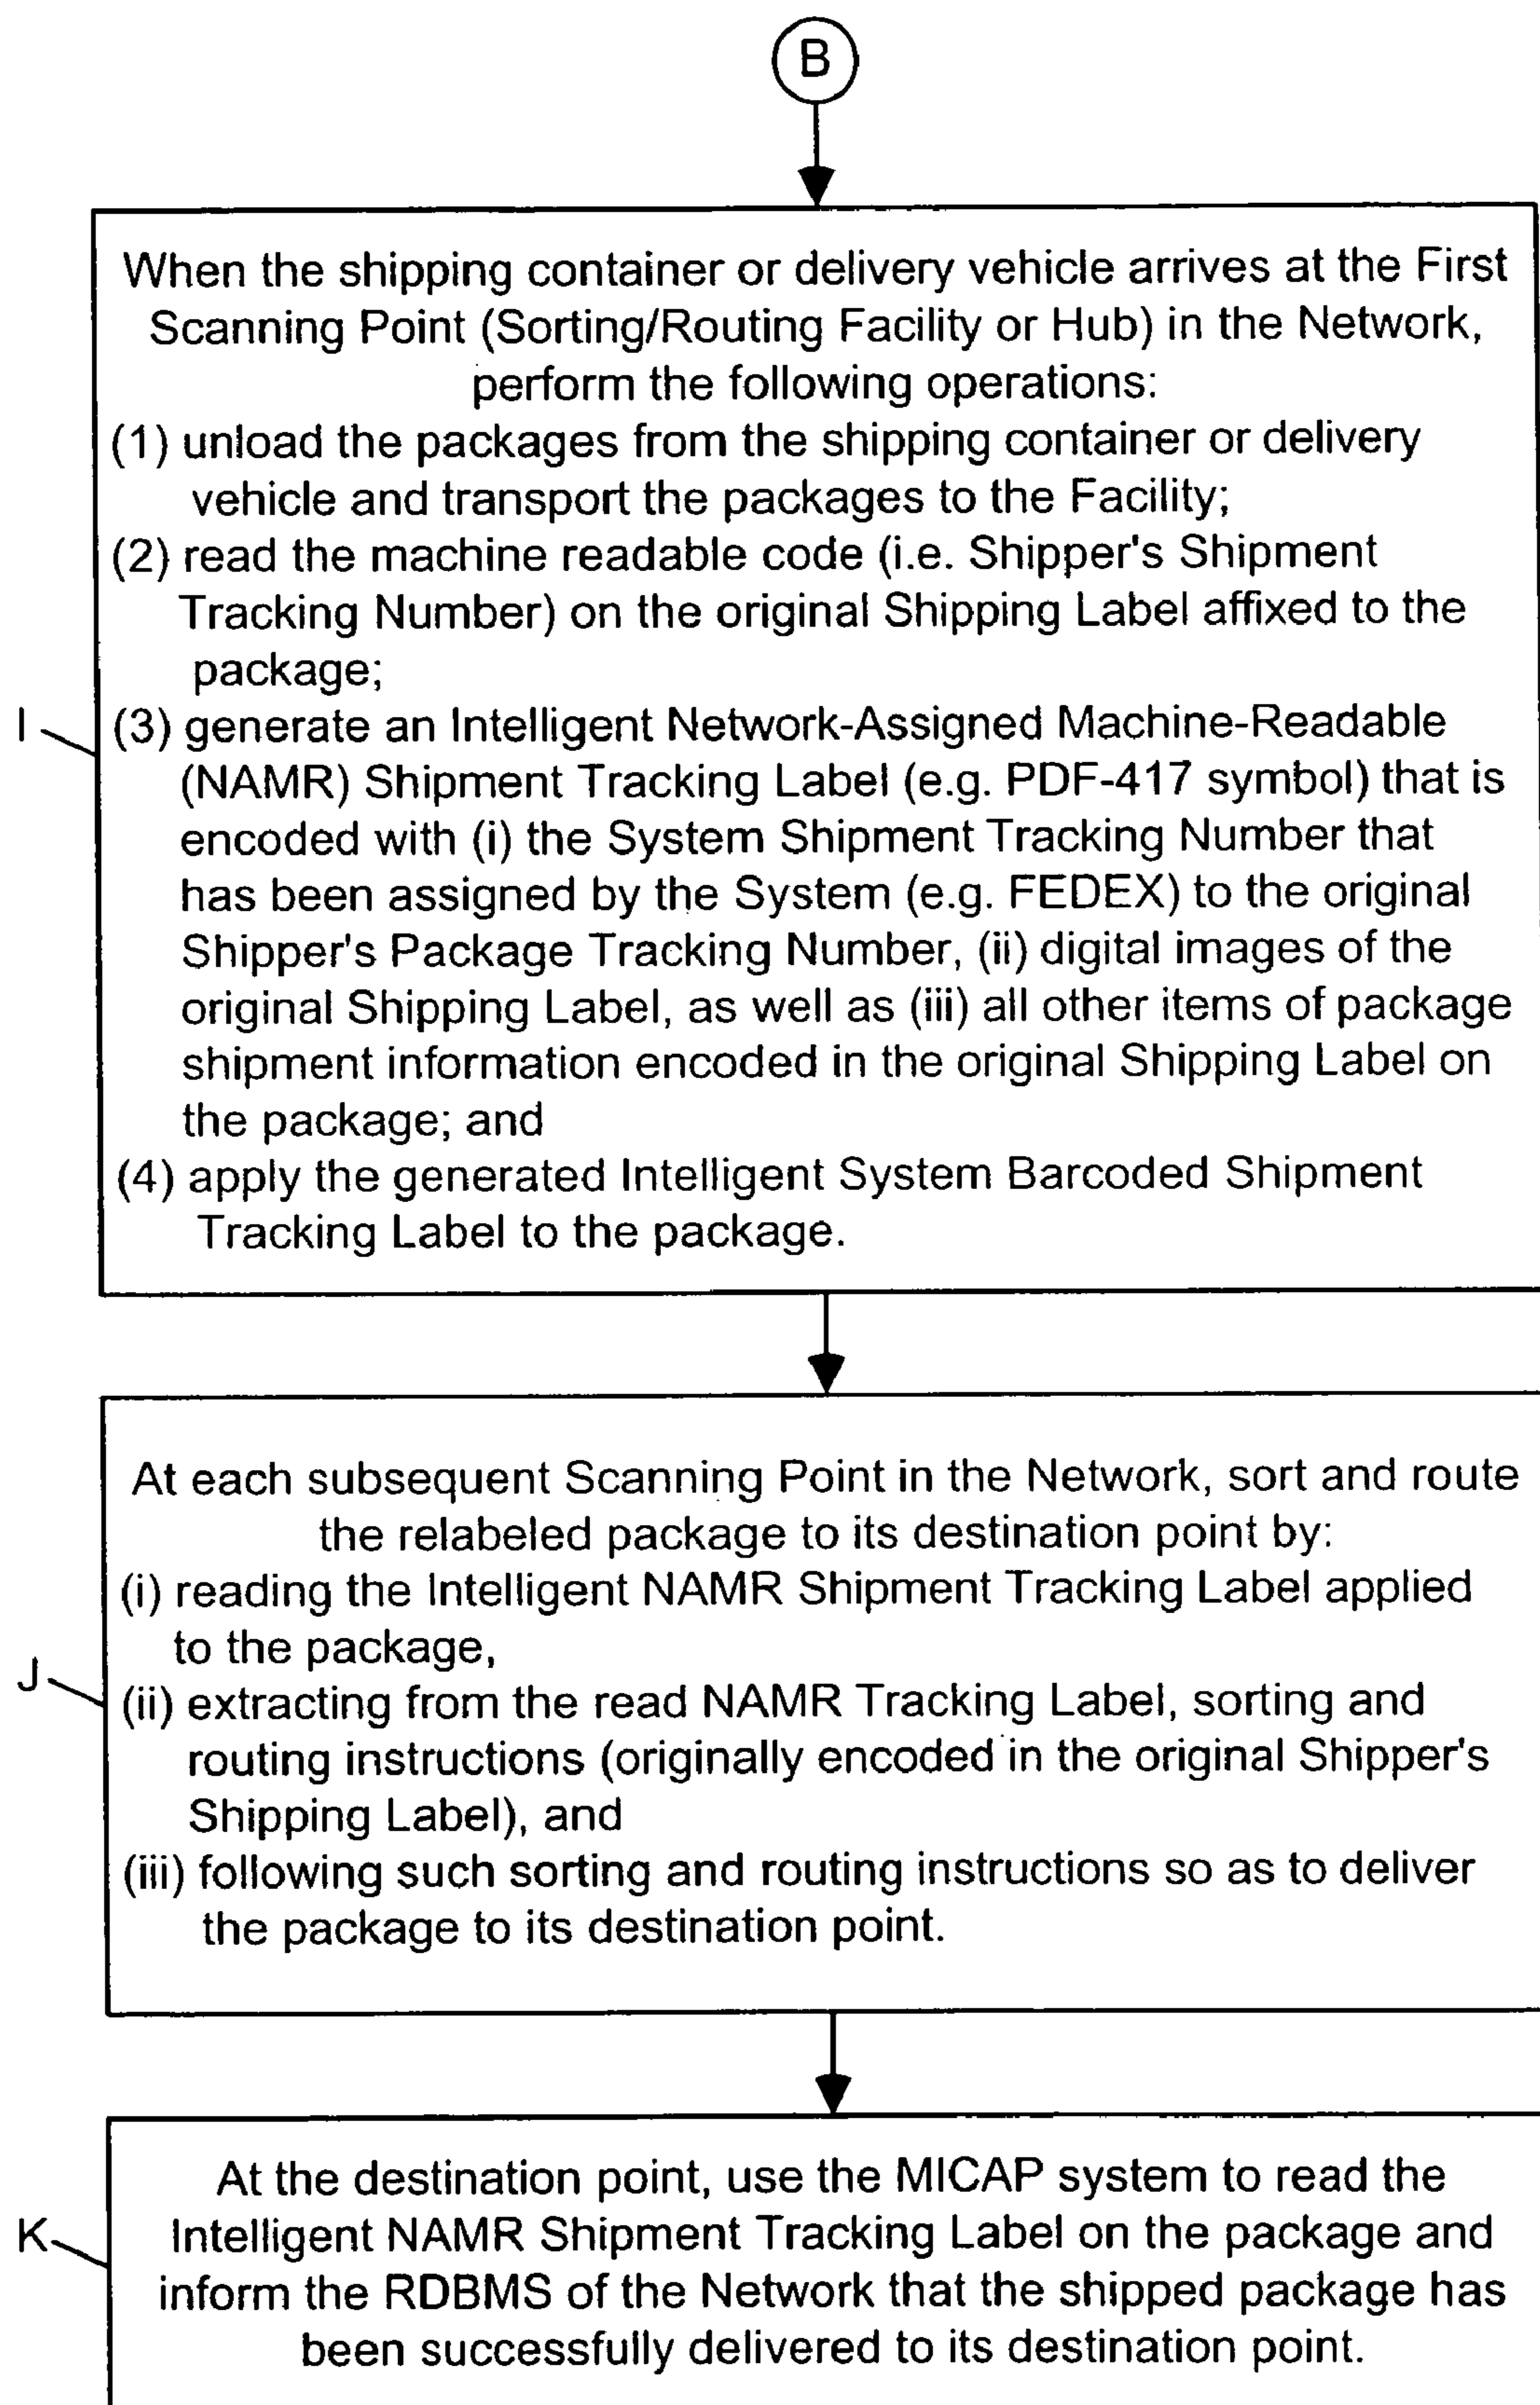 B
When the shipping container or delivery vehicle arrives at the First
Scanning Point (Sorting/Routing Facility or Hub) in the Network,
perform the following operations:
(1) unload the packages from the shipping container or delivery
vehicle and transport the packages to the Facility;
(2) read the machine readable code (i.e. Shipper's Shipment
Tracking Number) on the original Shipping Label affixed to the
package;
I
(3) generate an Intelligent Network-Assigned Machine-Readable
(NAMR) Shipment Tracking Label (e.g. PDF-417 symbol) that is
encoded with (i) the System Shipment Tracking Number that
has been assigned by the System (e.g. FEDEX) to the original
Shipper's Package Tracking Number, (ii) digital images of the
original Shipping Label, as well as (iii) all other items of package
shipment information encoded in the original Shipping Label on
the package; and
(4) apply the generated Intelligent System Barcoded Shipment
Tracking Label to the package.
At each subsequent Scanning Point in the Network, sort and route
the relabeled package to its destination point by:
(i) reading the Intelligent NAMR Shipment Tracking Label applied
to the package,
J
(ii) extracting from the read NAMR Tracking Label, sorting and
routing instructions (originally encoded in the original Shipper's
Shipping Label), and
(iii) following such sorting and routing instructions so as to deliver
the package to its destination point.
At the destination point, use the MICAP system to read the
K
Intelligent NAMR Shipment Tracking Label on the package and
inform the RDBMS of the Network that the shipped package has
been successfully delivered to its destination point.